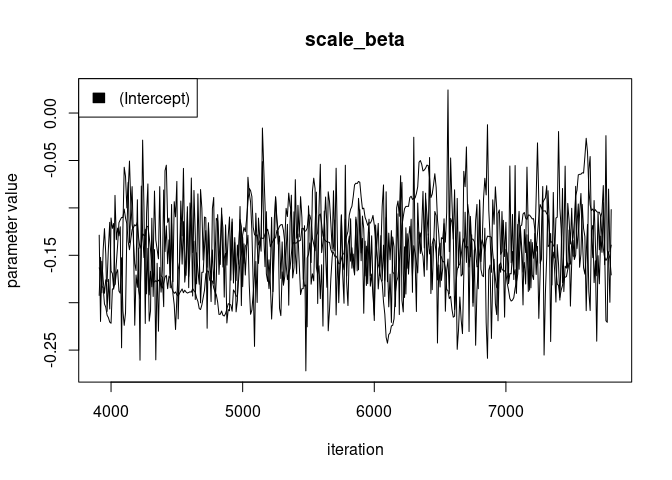 scale_beta
(Intercept)
0.00
-0.05
-0.15
-0.25
parameter value
4000 5000 6000 7000
iteration